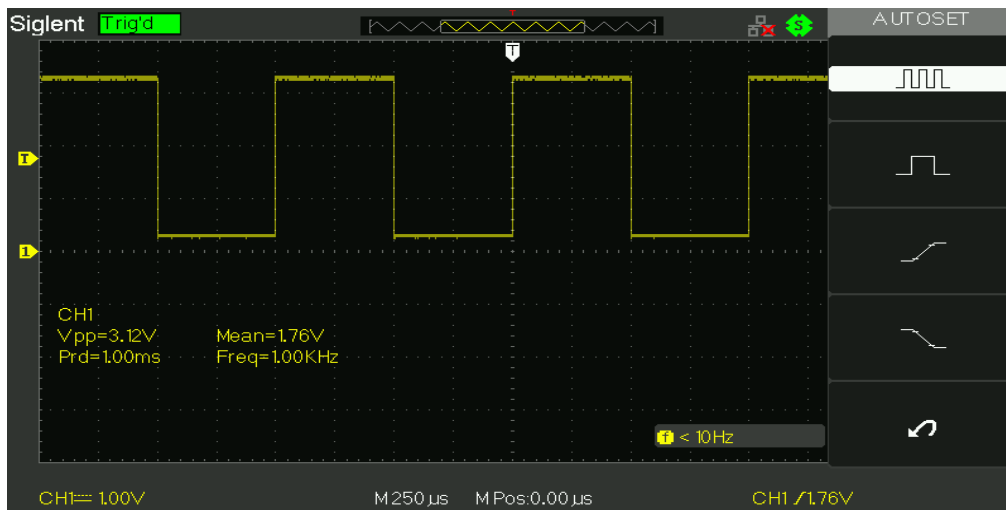 Siglent Trig'd T S AUTOSET
T
T
1
CH1
Vpp=3.12V Mean=1.76V
Prd=1.00ms Freq=1.00KHz
f < 10Hz
CH1 1.00V M250μs M Pos:0.00μs CH1 1.76V